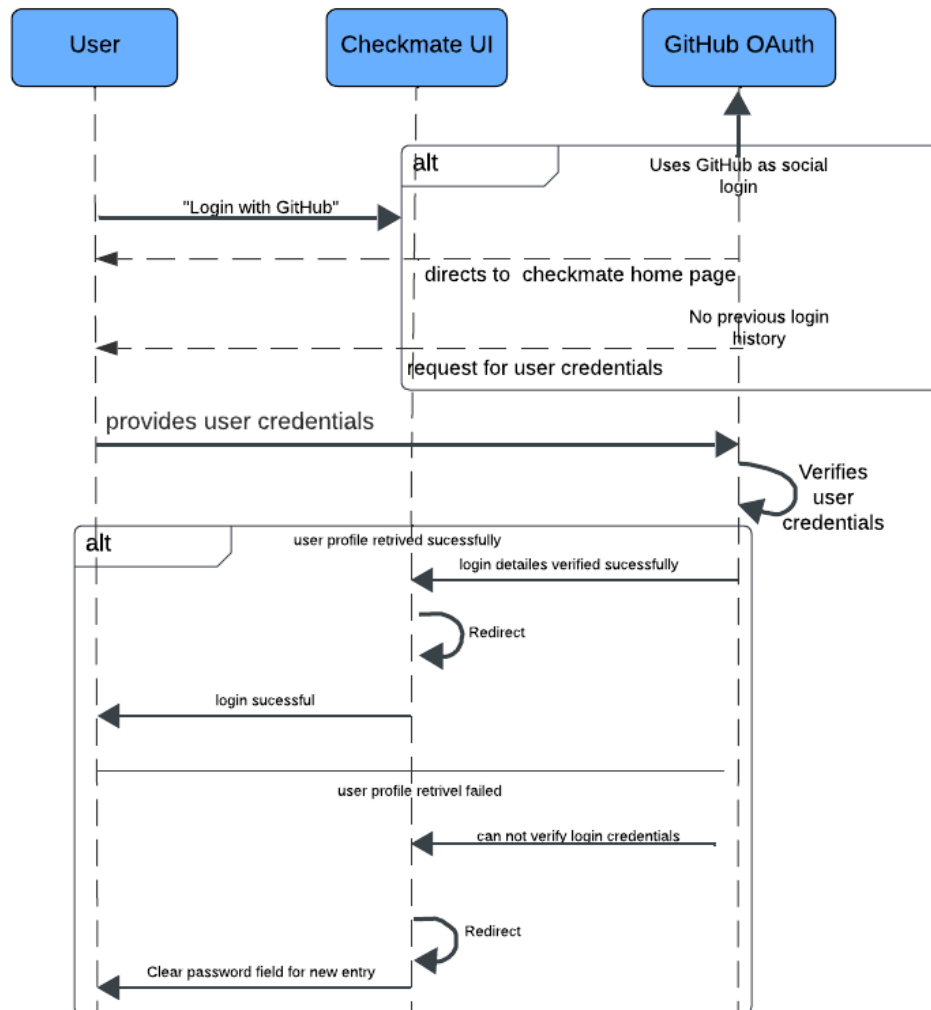 User
Checkmate UI
GitHub OAuth
alt
Uses GitHub as social
login
"Login with GitHub"
directs to checkmate home page
No previous login
history
request for user credentials
provides user credentials
Verifies
user
credentials
alt
user profile retrived sucessfully
login detailes verified sucessfully
Redirect
login sucessful
user profile retrivel failed
can not verify login credentials
Redirect
Clear password field for new entry